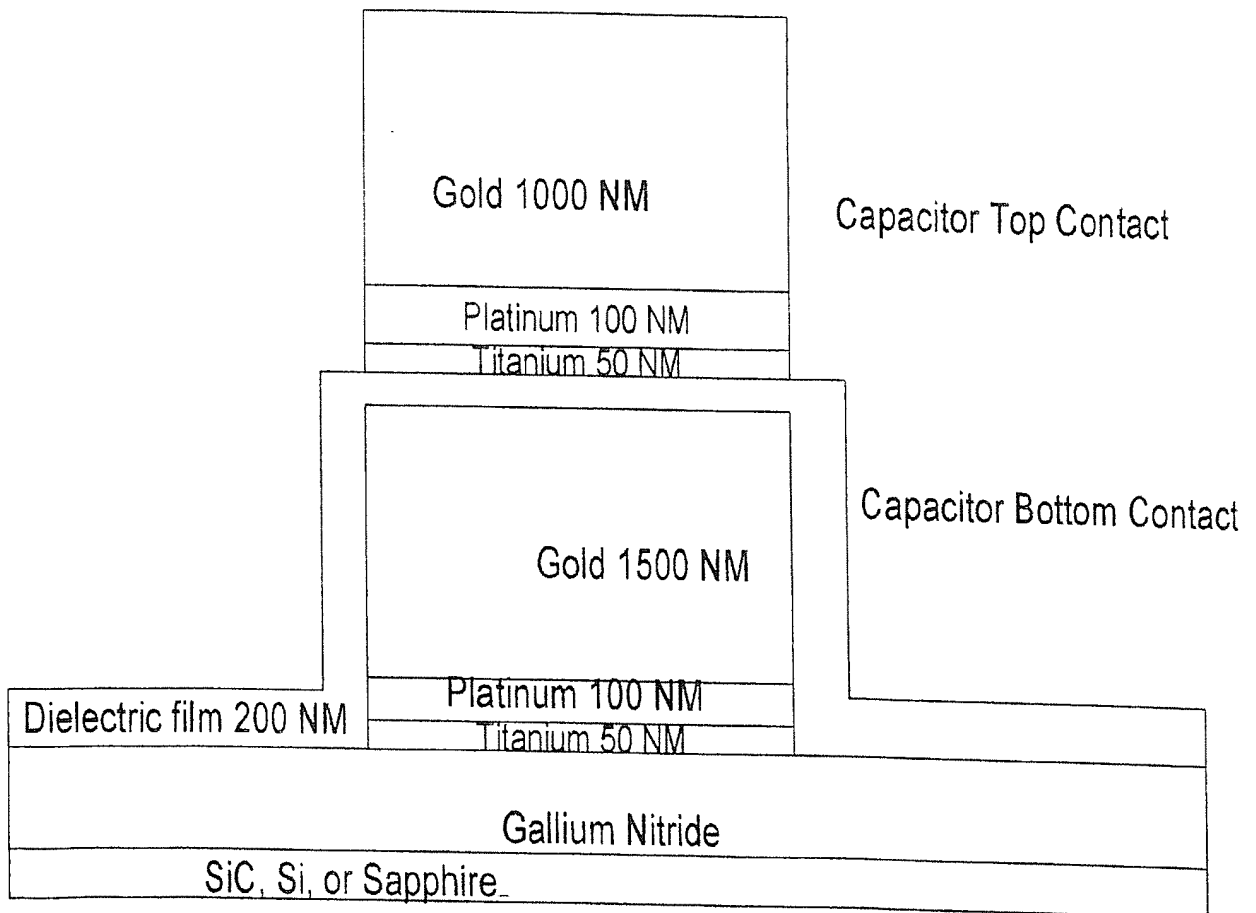 Gold 1000 NM
Capacitor Top Contact
Platinum 100 NM
Titanium 50 NM
Capacitor Bottom Contact
Gold 1500 NM
Platinum 100 NM
Dielectric film 200 NM
Titanium 50 NM
Gallium Nitride
SiC, Si, or Sapphire